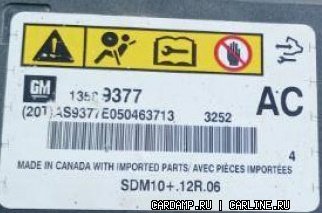 GM
135 9377
AC
(20T)AS9377E050463713
3252
4
MADE IN CANADA WITH IMPORTED PARTS/ AVEC PIÈCES IMPORTÉES
SDM10+.12R.06
CARDAMP.RU | CARLINE.RU